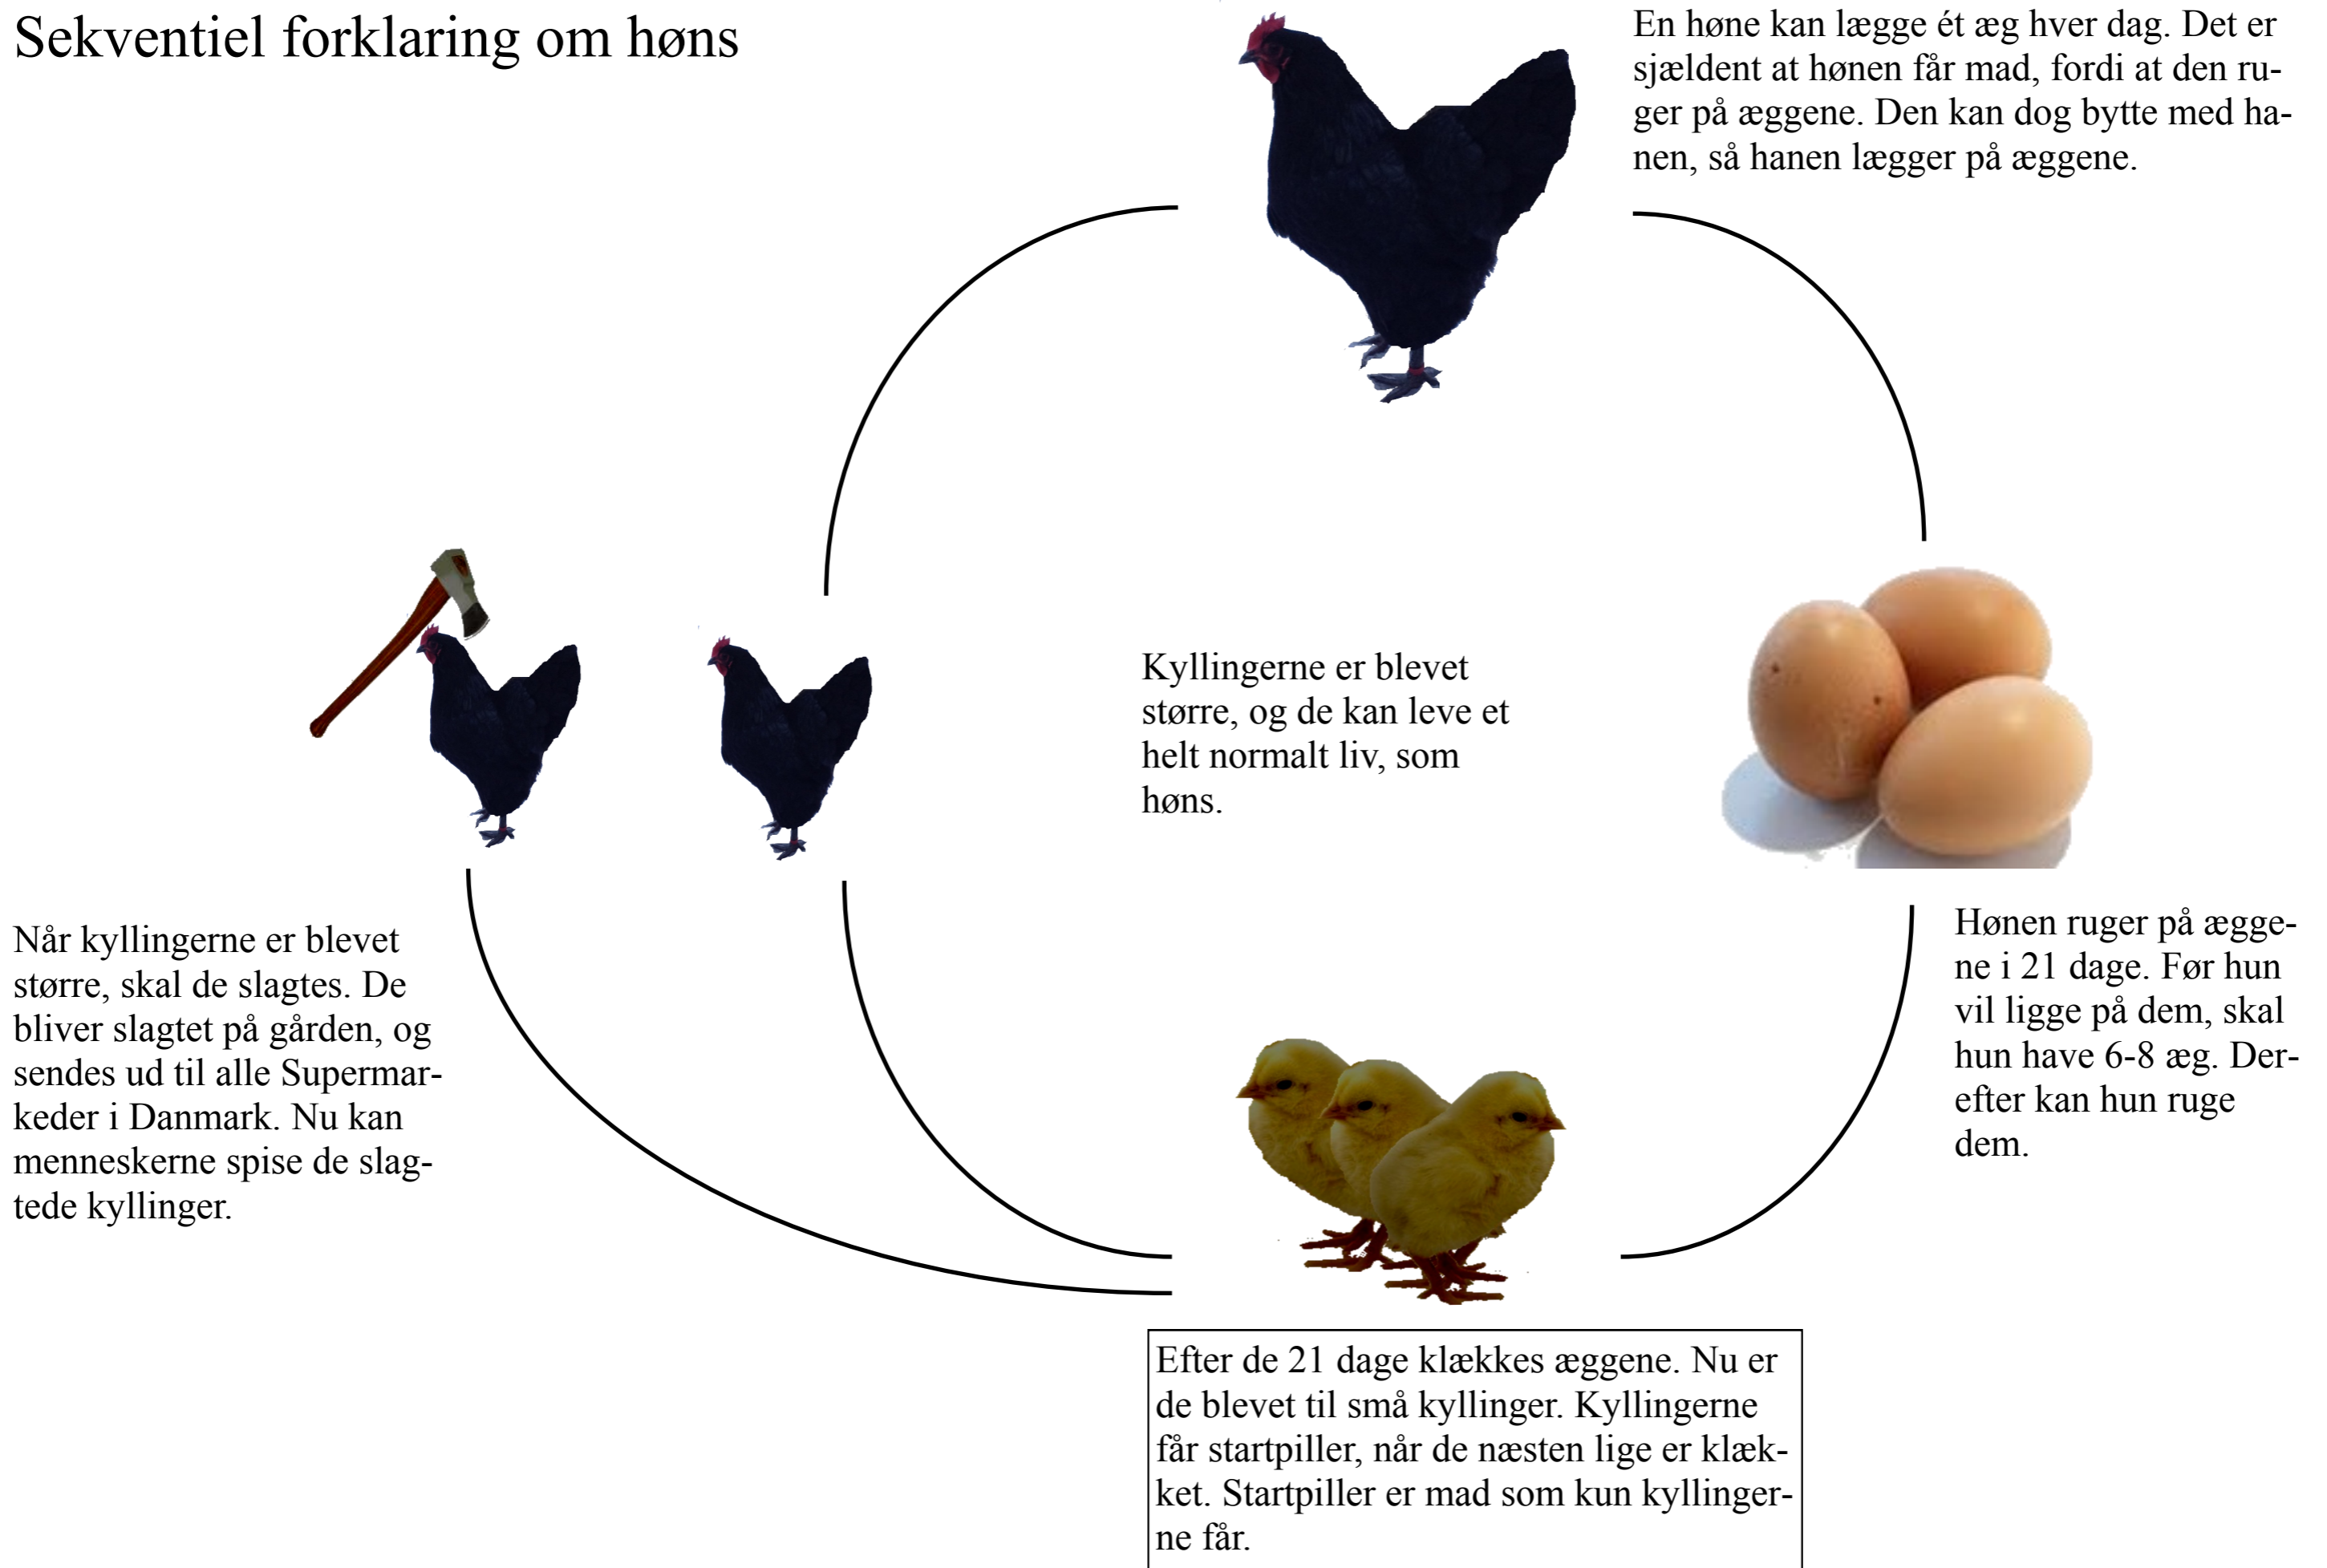 Sekventiel forklaring om høns
En høne kan lægge ét æg hver dag. Det er
sjældent at hønen får mad, fordi at den ru-
ger på æggene. Den kan dog bytte med ha-
nen, så hanen lægger på æggene.
Hønen ruger på ægge-
ne i 21 dage. Før hun
vil ligge på dem, skal
hun have 6-8 æg. Der-
efter kan hun ruge
dem.
Efter de 21 dage klækkes æggene. Nu er
de blevet til små kyllinger. Kyllingerne
får startpiller, når de næsten lige er klæk-
ket. Startpiller er mad som kun kyllinger-
ne får.
Kyllingerne er blevet
større, og de kan leve et
helt normalt liv, som
høns.
Når kyllingerne er blevet
større, skal de slagtes. De
bliver slagtet på gården, og
sendes ud til alle Supermar-
keder i Danmark. Nu kan
menneskerne spise de slag-
tede kyllinger.